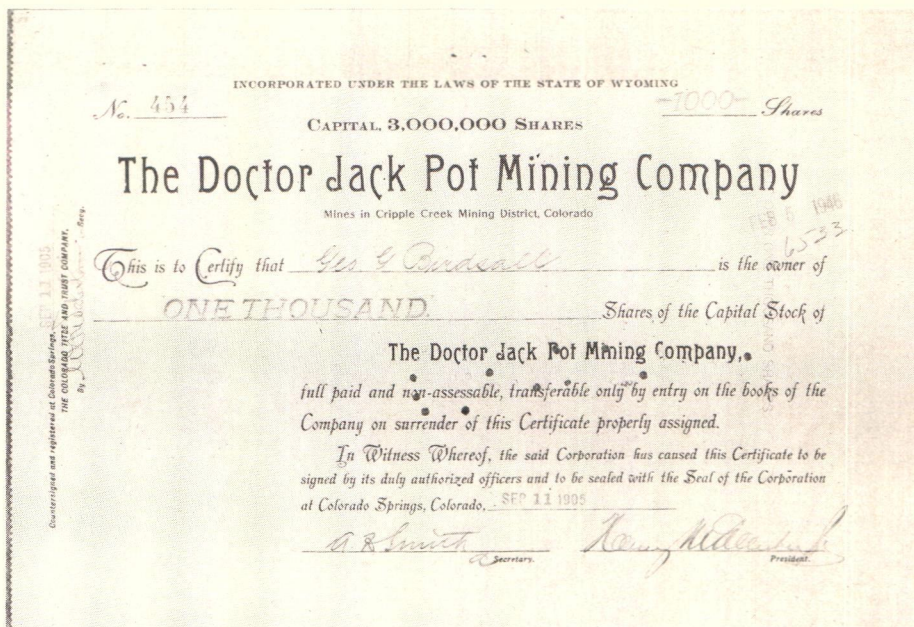 INCORPORATED UNDER THE LAWS OF THE STATE OF WYOMING
No. 454 -1000- Shares
CAPITAL, 3,000,000 SHARES
The Doctor Jack Pot Mining Company
Mines in Cripple Creek Mining District, Colorado
6533
This is to Certify that Geo G Birdsall is the owner of
ONE THOUSAND. Shares of the Capital Stock of
The Doctor Jack Pot Mining Company,
full paid and non-assessable, transferable only by entry on the books of the
Company on surrender of this Certificate properly assigned.
In Witness Whereof, the said Corporation has caused this Certificate to be
signed by its duly authorized officers and to be sealed with the Seal of the Corporation
at Colorado Springs, Colorado, SEP 11 1905
A R Smith
Secretary. President.
Countersigned and registered at Colorado Springs, SEP 12 1905
THE COLORADO TITLE AND TRUST COMPANY,
By Secy.